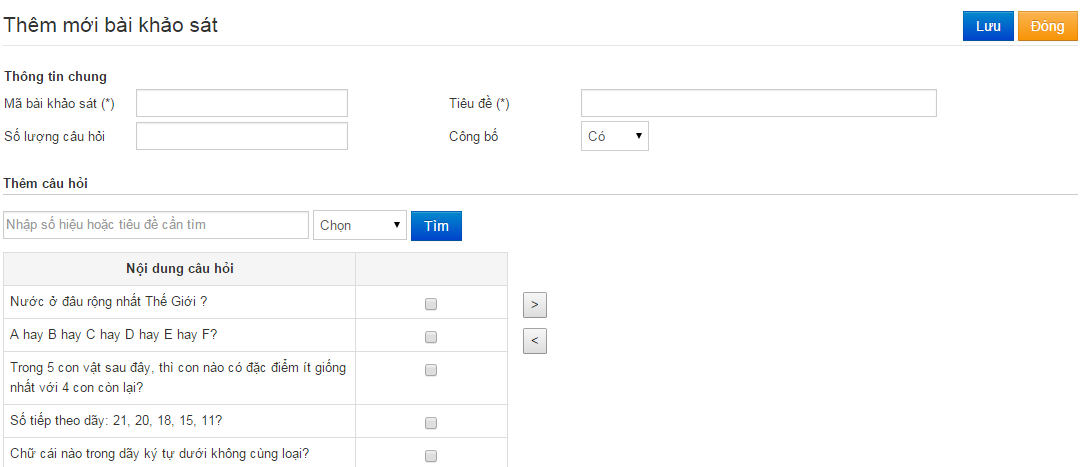 Thêm mới bài khảo sát
Lưu
Đóng
Thông tin chung
Mã bài khảo sát (*)
Tiêu đề (*)
Số lượng câu hỏi
Công bố
Có
Thêm câu hỏi
Nhập số hiệu hoặc tiêu đề cần tìm
Chọn
Tìm
Nội dung câu hỏi
Nước ở đâu rộng nhất Thế Giới ?
>
A hay B hay C hay D hay E hay F?
<
Trong 5 con vật sau đây, thì con nào có đặc điểm ít giống
nhất với 4 con còn lại?
Số tiếp theo dãy: 21, 20, 18, 15, 11?
Chữ cái nào trong dãy ký tự dưới không cùng loại?